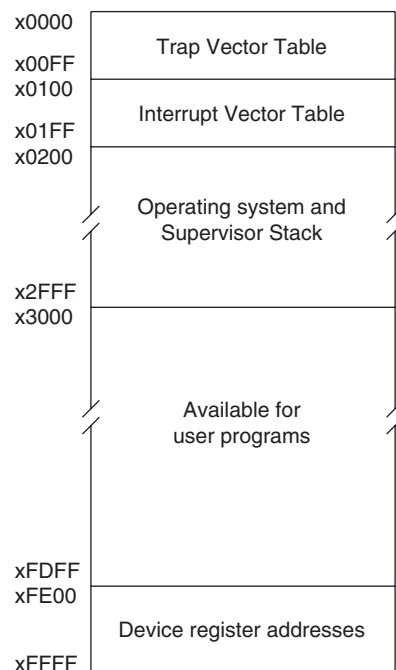 x0000
Trap Vector Table
x00FF
x0100
Interrupt Vector Table
x01FF
x0200
Operating system and
Supervisor Stack
x2FFF
x3000
Available for
user programs
xFDFF
xFE00
Device register addresses
xFFFF